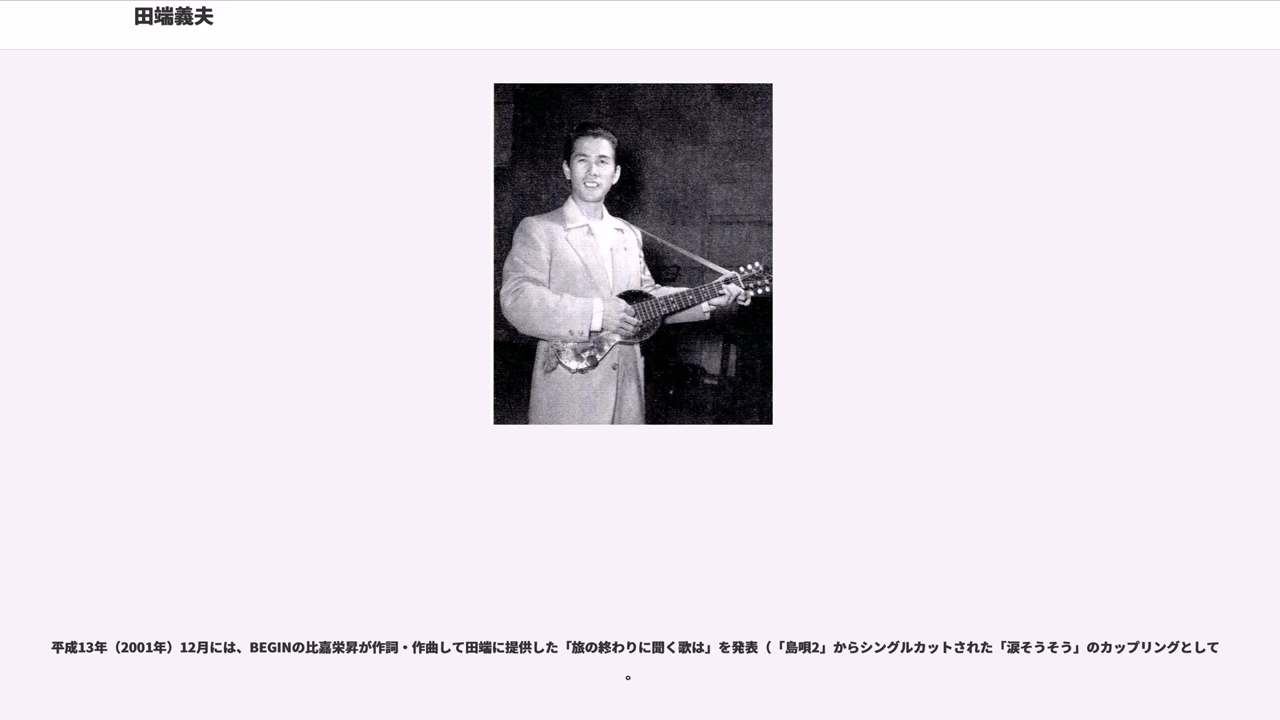 田端義夫
平成13年（2001年）12月には、BEGINの比嘉栄昇が作詞・作曲して田端に提供した「旅の終わりに聞く歌は」を発表（「島唄2」からシングルカットされた「涙そうそう」のカップリングとして
。